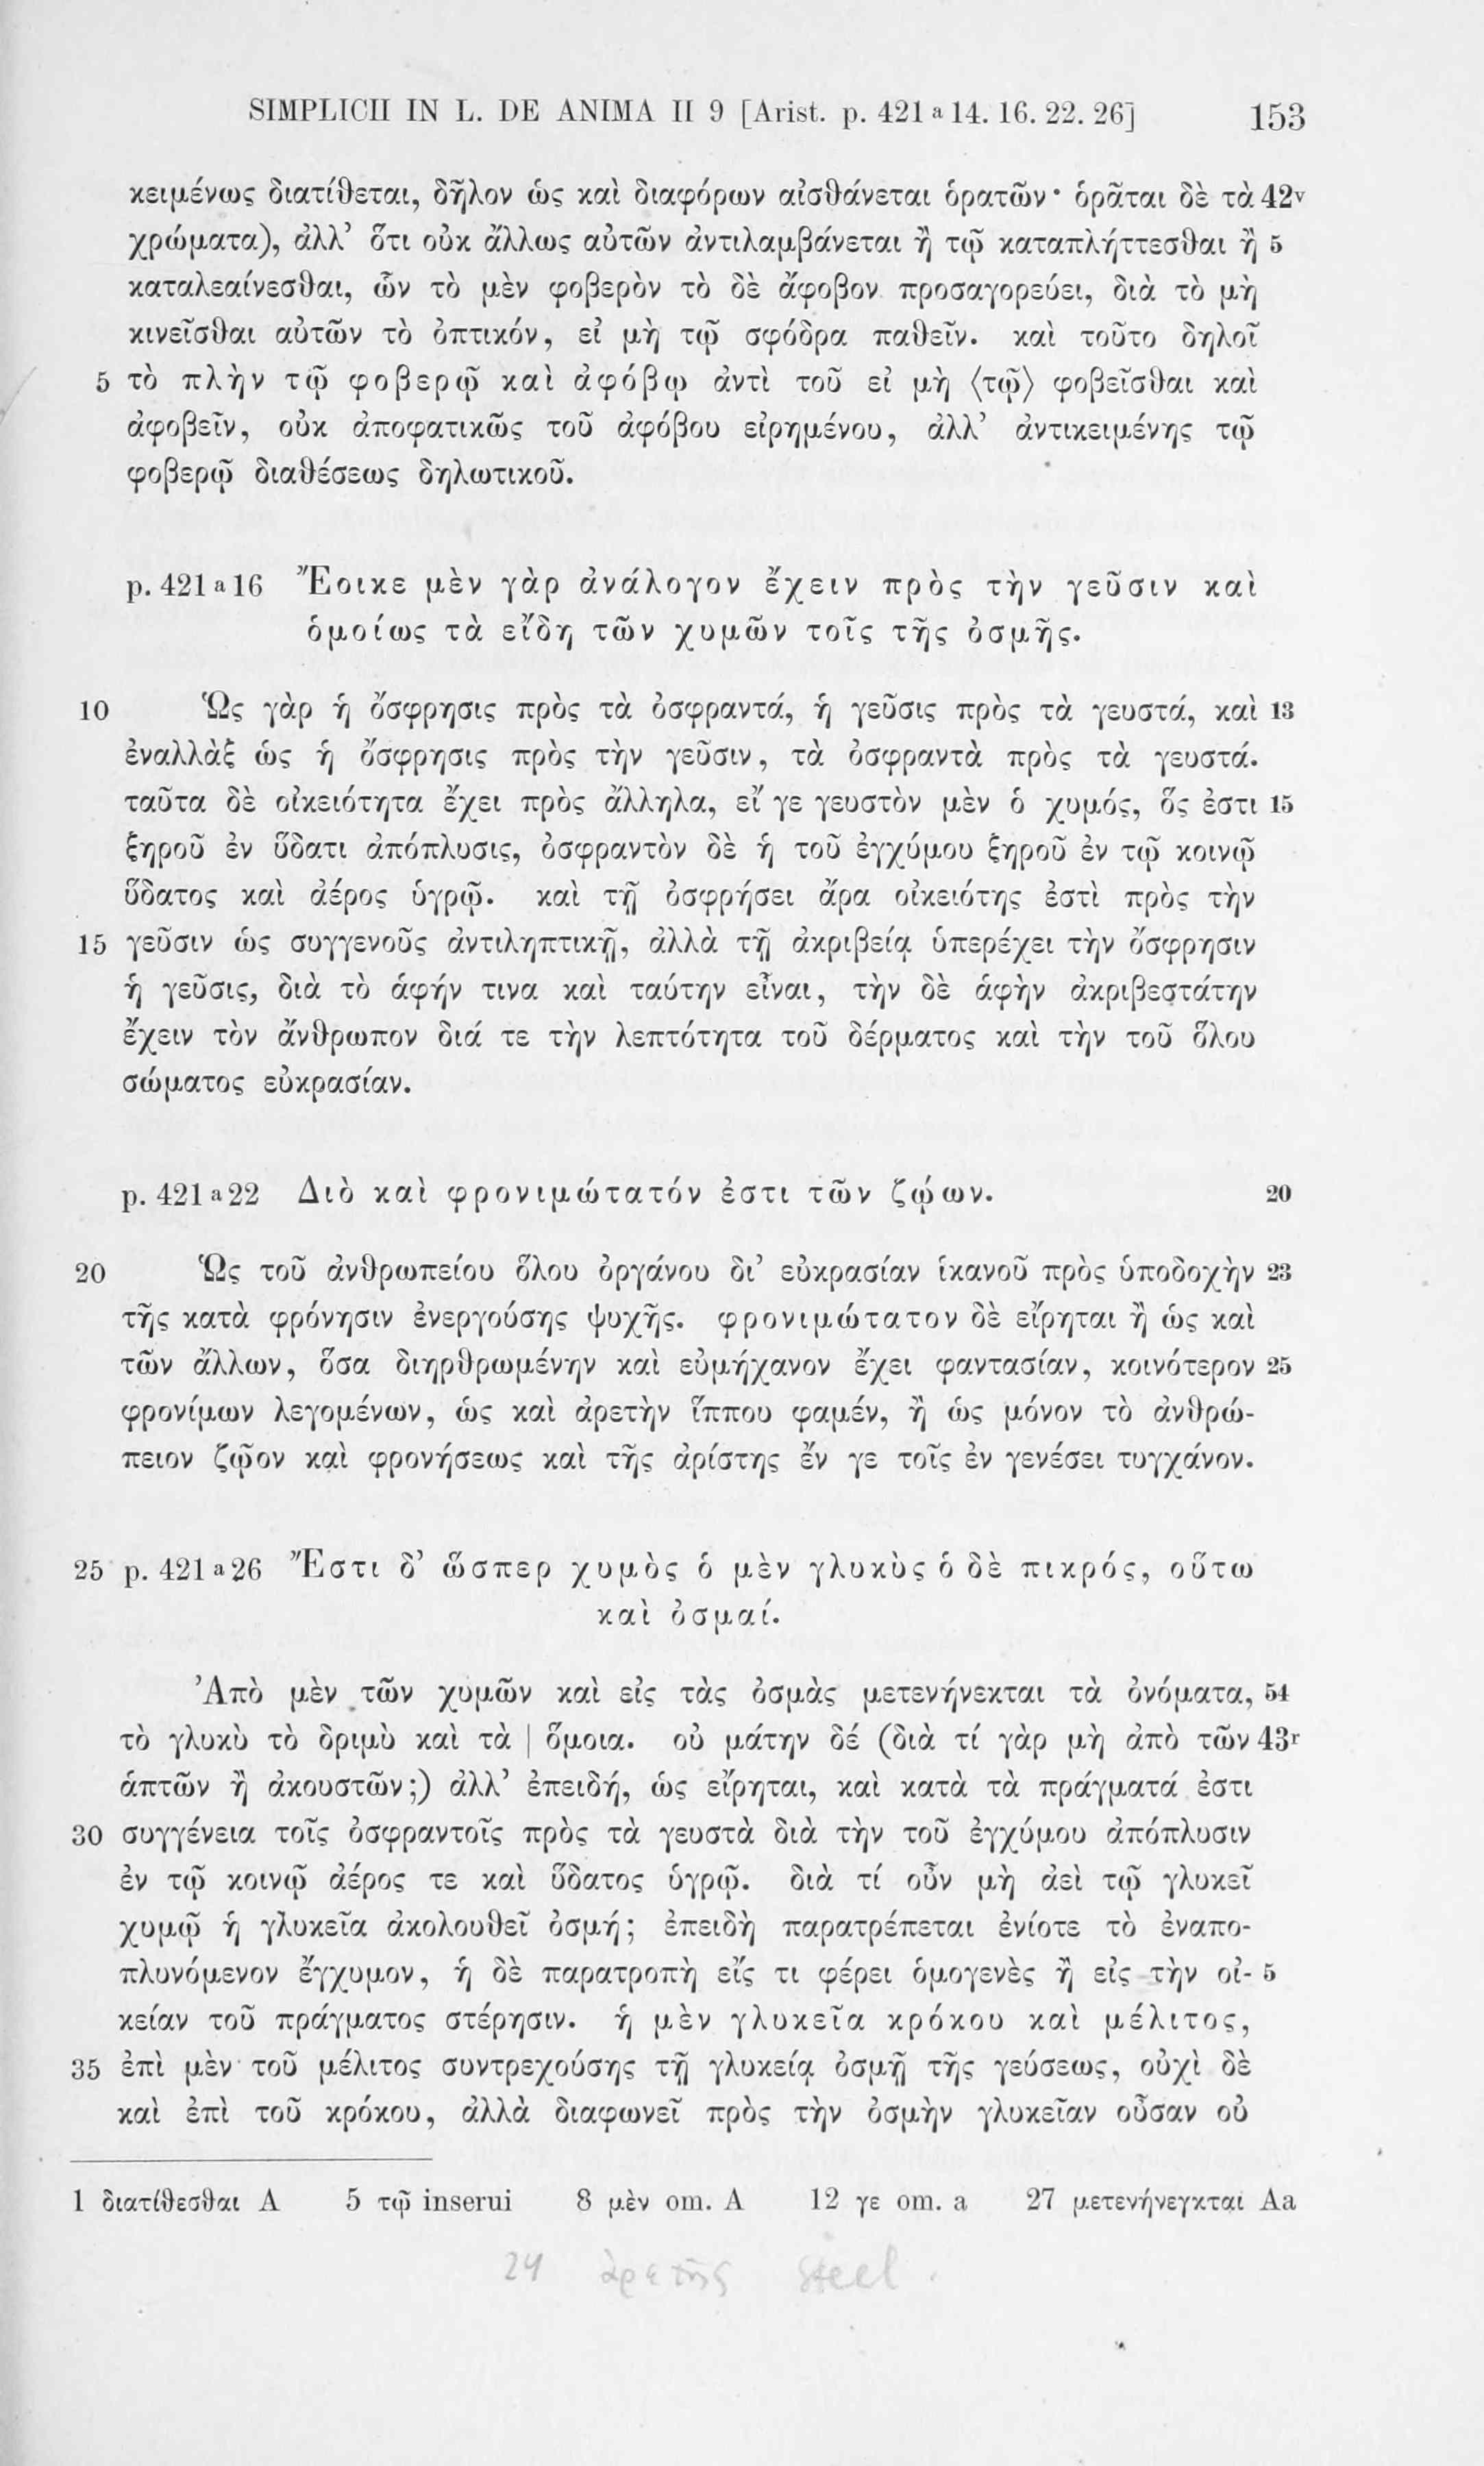 SIMPLICII IN L. DE ANIMA II 9 [Arist. p. 421 a 14. 16. 22. 26] 153
κειμένως διατίθεται, δῆλον ὡς καὶ διαφόρων αἰσθάνεται ὁρατῶν· ὁρᾶται δὲ τὰ 42v
χρώματα), ἀλλ’ ὅτι οὐκ ἄλλως αὐτῶν ἀντιλαμβάνεται ἢ τῷ καταπλήττεσθαι ἢ 5
καταλεαίνεσθαι, ὧν τὸ μὲν φοβερὸν τὸ δὲ ἄφοβον προσαγορεύει, διὰ τὸ μὴ
κινεῖσθαι αὐτῶν τὸ ὀπτικόν, εἰ μὴ τῷ σφόδρα παθεῖν. καὶ τοῦτο δηλοῖ
5 τὸ πλὴν τῷ φοβερῷ καὶ ἀφόβῳ ἀντὶ τοῦ εἰ μὴ ⟨τῷ⟩ φοβεῖσθαι καὶ
ἀφοβεῖν, οὐκ ἀποφατικῶς τοῦ ἀφόβου εἰρημένου, ἀλλ’ ἀντικειμένης τῷ
φοβερῷ διαθέσεως δηλωτικοῦ.
p. 421 a 16 Ἔοικε μὲν γὰρ ἀνάλογον ἔχειν πρὸς τὴν γεῦσιν καὶ
ὁμοίως τὰ εἴδη τῶν χυμῶν τοῖς τῆς ὀσμῆς.
10 Ὡς γὰρ ἡ ὄσφρησις πρὸς τὰ ὀσφραντά, ἡ γεῦσις πρὸς τὰ γευστά, καὶ 13
ἐναλλὰξ ὡς ἡ ὄσφρησις πρὸς τὴν γεῦσιν, τὰ ὀσφραντὰ πρὸς τὰ γευστά.
ταῦτα δὲ οἰκειότητα ἔχει πρὸς ἄλληλα, εἴ γε γευστὸν μὲν ὁ χυμός, ὅς ἐστι 15
ξηροῦ ἐν ὕδατι ἀπόπλυσις, ὀσφραντὸν δὲ ἡ τοῦ ἐγχύμου ξηροῦ ἐν τῷ κοινῷ
ὕδατος καὶ ἀέρος ὑγρῷ. καὶ τῇ ὀσφρήσει ἄρα οἰκειότης ἐστὶ πρὸς τὴν
15 γεῦσιν ὡς συγγενοῦς ἀντιληπτικῇ, ἀλλὰ τῇ ἀκριβείᾳ ὑπερέχει τὴν ὄσφρησιν
ἡ γεῦσις, διὰ τὸ ἁφήν τινα καὶ ταύτην εἶναι, τὴν δὲ ἁφὴν ἀκριβεστάτην
ἔχειν τὸν ἄνθρωπον διά τε τὴν λεπτότητα τοῦ δέρματος καὶ τὴν τοῦ ὅλου
σώματος εὐκρασίαν.
p. 421 a 22 Διὸ καὶ φρονιμώτατόν ἐστι τῶν ζῴων. 20
20 Ὡς τοῦ ἀνθρωπείου ὅλου ὀργάνου δι’ εὐκρασίαν ἱκανοῦ πρὸς ὑποδοχὴν 23
τῆς κατὰ φρόνησιν ἐνεργούσης ψυχῆς. φρονιμώτατον δὲ εἴρηται ἢ ὡς καὶ
τῶν ἄλλων, ὅσα διηρθρωμένην καὶ εὐμήχανον ἔχει φαντασίαν, κοινότερον 25
φρονίμων λεγομένων, ὡς καὶ ἀρετὴν ἵππου φαμέν, ἢ ὡς μόνον τὸ ἀνθρώ-
πειον ζῷον καὶ φρονήσεως καὶ τῆς ἀρίστης ἔν γε τοῖς ἐν γενέσει τυγχάνον.
25 p. 421 a 26 Ἔστι δ’ ὥσπερ χυμὸς ὁ μὲν γλυκὺς ὁ δὲ πικρός, οὕτω
καὶ ὀσμαί.
Ἀπὸ μὲν τῶν χυμῶν καὶ εἰς τὰς ὀσμὰς μετενήνεκται τὰ ὀνόματα, 54
τὸ γλυκὺ τὸ δριμὺ καὶ τὰ | ὅμοια. οὐ μάτην δέ (διὰ τί γὰρ μὴ ἀπὸ τῶν 43r
ἁπτῶν ἢ ἀκουστῶν;) ἀλλ’ ἐπειδή, ὡς εἴρηται, καὶ κατὰ τὰ πράγματά ἐστι
30 συγγένεια τοῖς ὀσφραντοῖς πρὸς τὰ γευστὰ διὰ τὴν τοῦ ἐγχύμου ἀπόπλυσιν
ἐν τῷ κοινῷ ἀέρος τε καὶ ὕδατος ὑγρῷ. διὰ τί οὖν μὴ ἀεὶ τῷ γλυκεῖ
χυμῷ ἡ γλυκεῖα ἀκολουθεῖ ὀσμή; ἐπειδὴ παρατρέπεται ἐνίοτε τὸ ἐναπο-
πλυνόμενον ἔγχυμον, ἡ δὲ παρατροπὴ εἴς τι φέρει ὁμογενὲς ἢ εἰς τὴν οἰ- 5
κείαν τοῦ πράγματος στέρησιν. ἡ μὲν γλυκεῖα κρόκου καὶ μέλιτος,
35 ἐπὶ μὲν τοῦ μέλιτος συντρεχούσης τῇ γλυκείᾳ ὀσμῇ τῆς γεύσεως, οὐχὶ δὲ
καὶ ἐπὶ τοῦ κρόκου, ἀλλὰ διαφωνεῖ πρὸς τὴν ὀσμὴν γλυκεῖαν οὖσαν οὐ
1 διατίθεσθαι A 5 τῷ inserui 8 μὲν om. A 12 γε om. a 27 μετενήνεγκται Aa
24 ἀρετῆς steel.